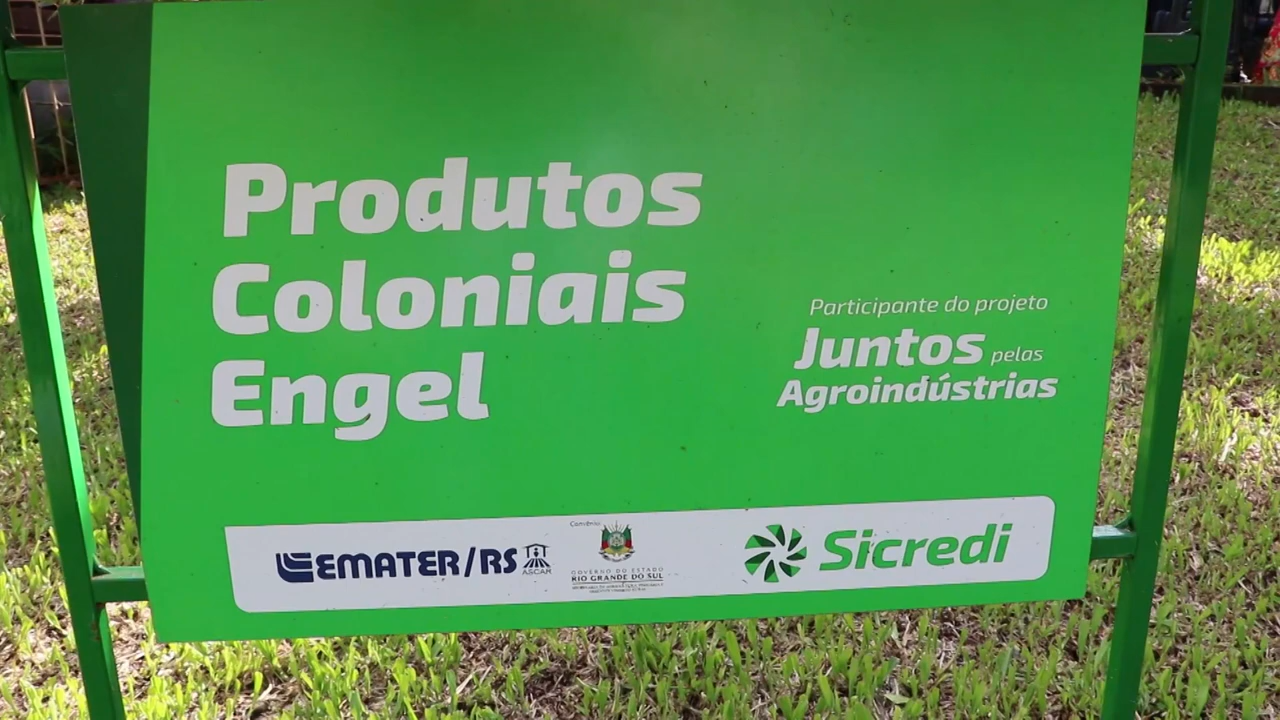 Produtos
Coloniais
Engel
Participante do projeto
Juntos pelas
Agroindústrias
EMATER/RS
ASCAR
Convênio
GOVERNO DO ESTADO
RIO GRANDE DO SUL
Sicredi